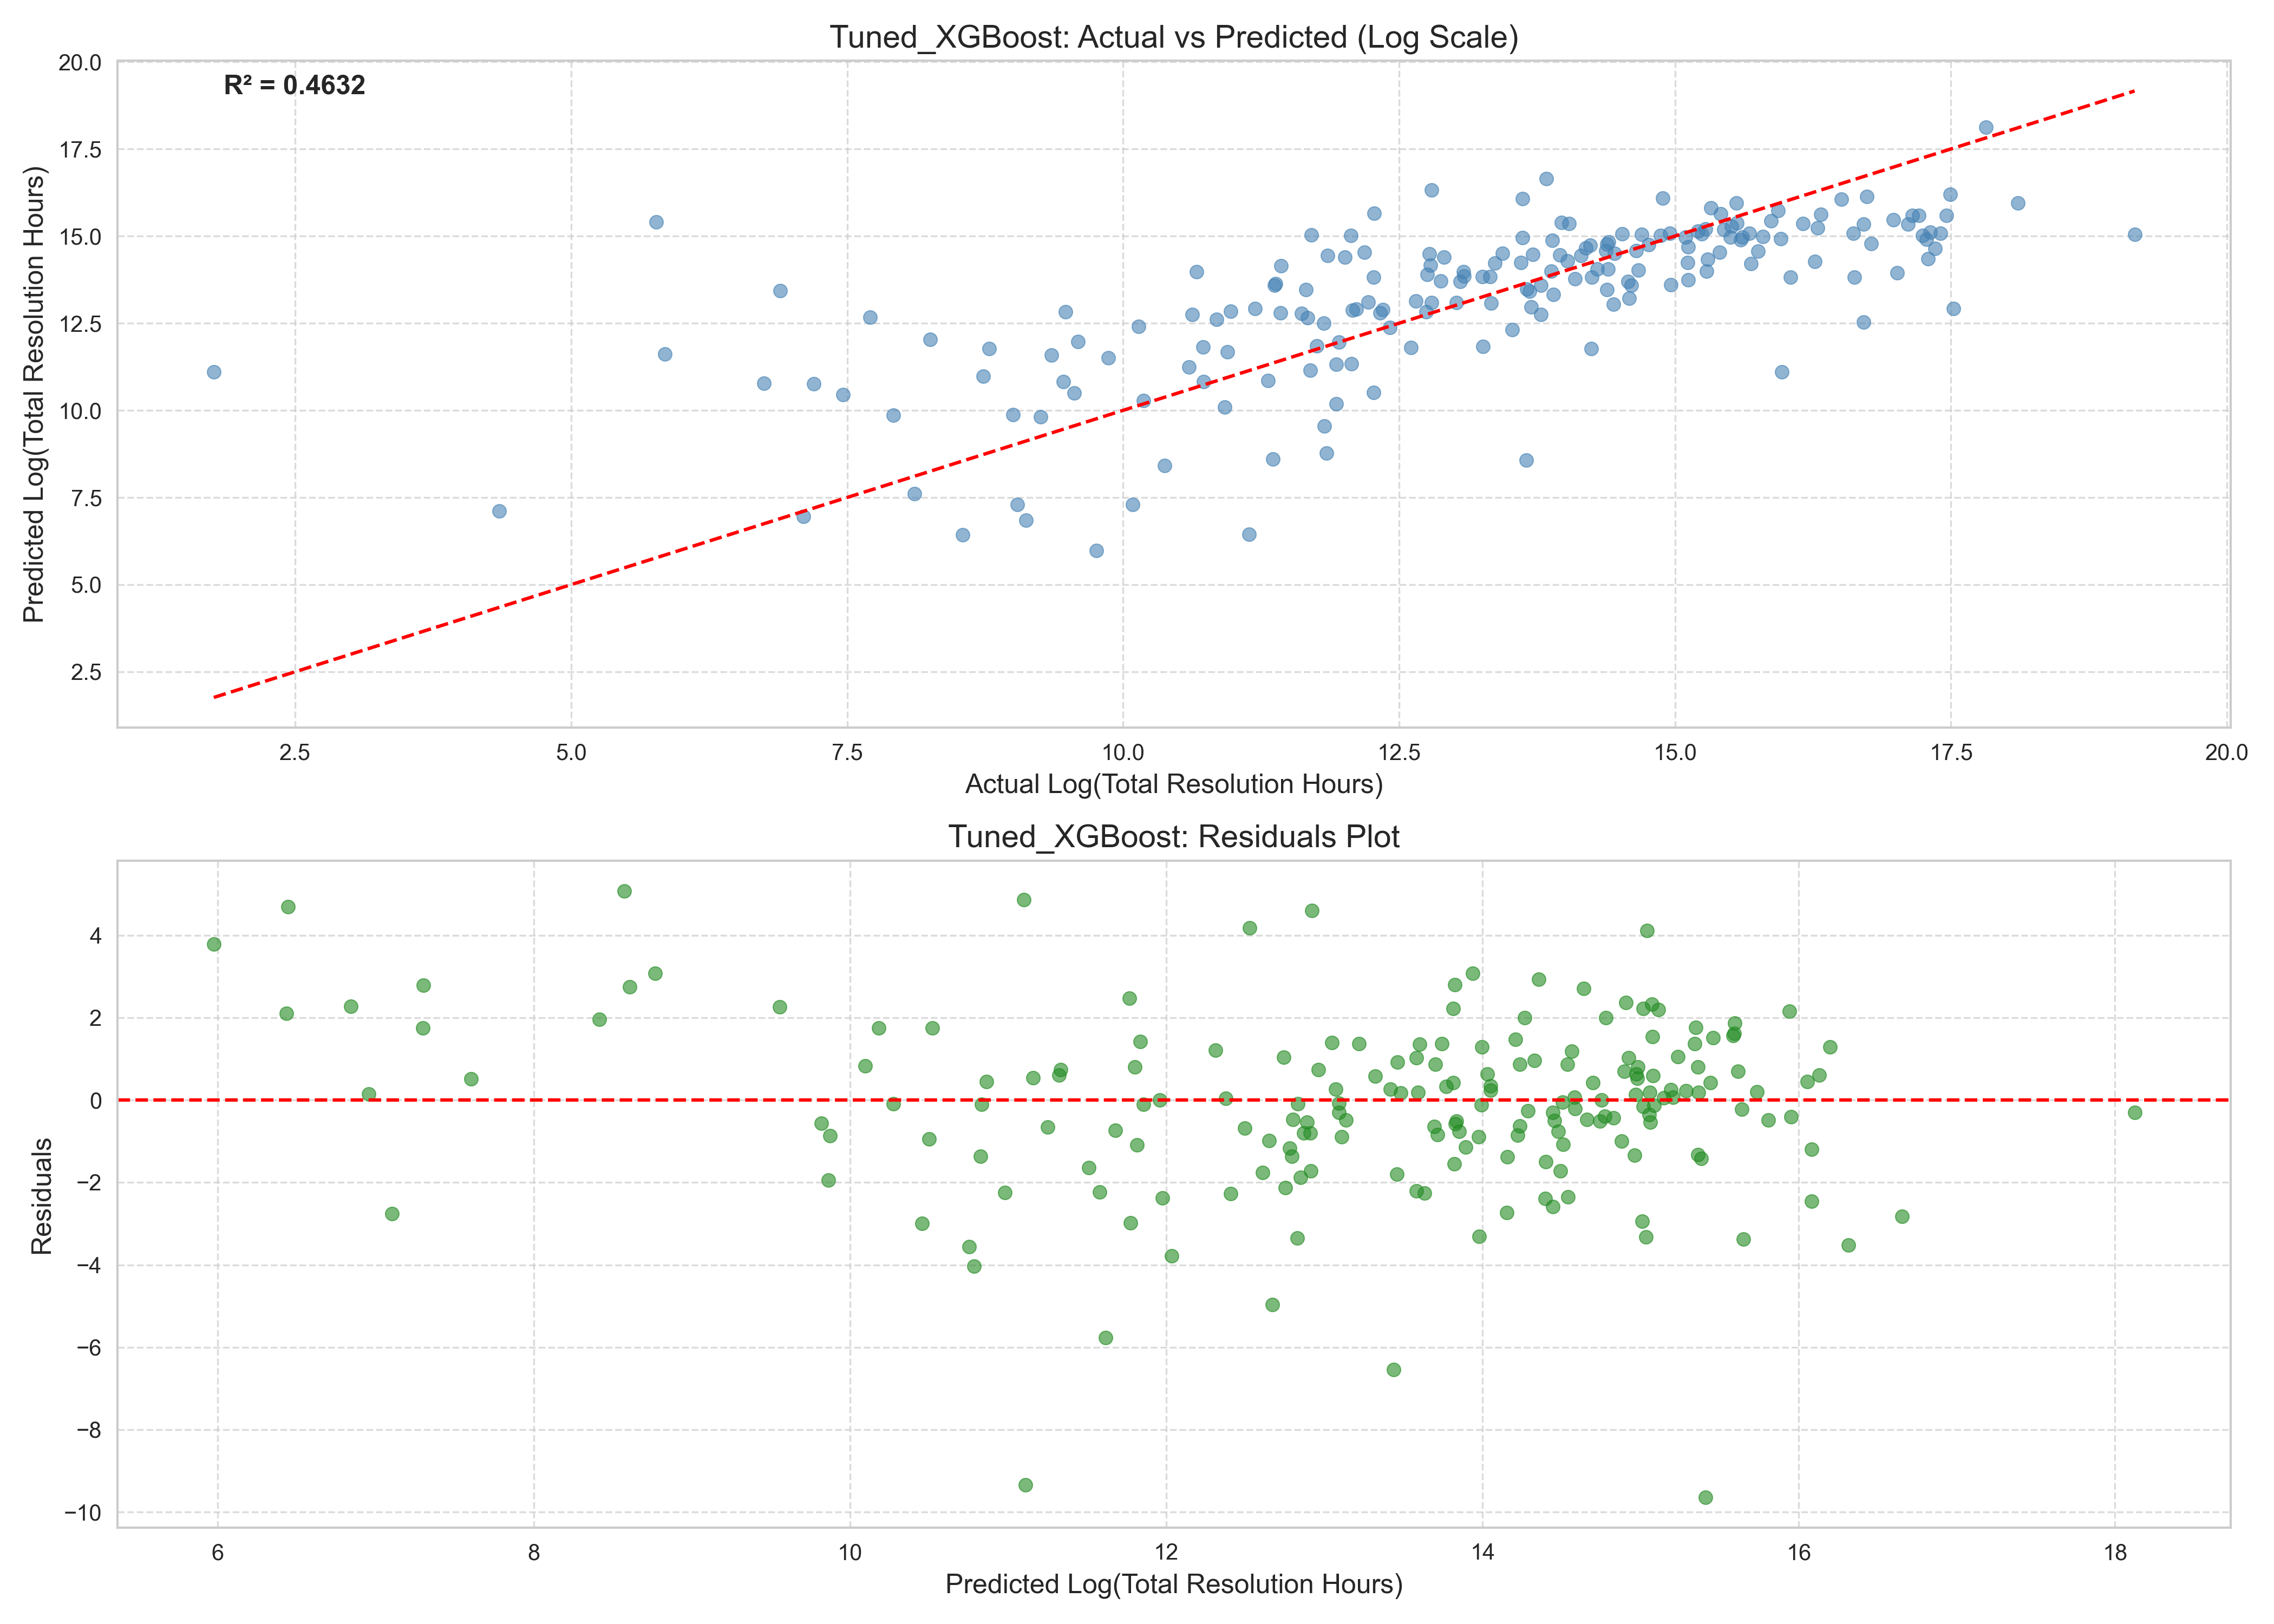 Tuned_XGBoost: Actual vs Predicted (Log Scale)
R² = 0.4632
Predicted Log(Total Resolution Hours)
20.0
17.5
15.0
12.5
10.0
7.5
5.0
2.5
2.5 5.0 7.5 10.0 12.5 15.0 17.5 20.0
Actual Log(Total Resolution Hours)
Tuned_XGBoost: Residuals Plot
Residuals
4
2
0
−2
−4
−6
−8
−10
6 8 10 12 14 16 18
Predicted Log(Total Resolution Hours)